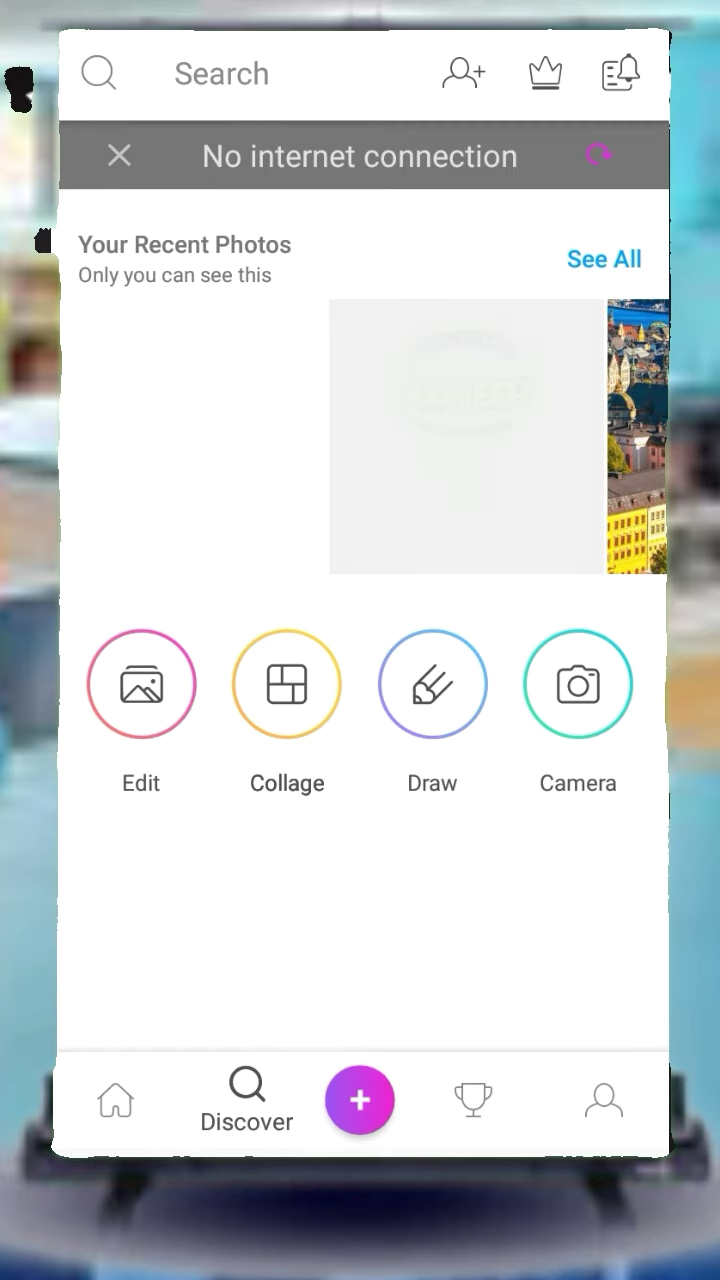 Search
No internet connection
Your Recent Photos
See All
Only you can see this
Edit
Collage
Draw
Camera
Discover